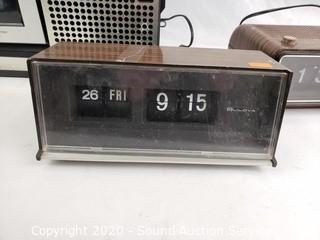 26 FRI 9 15
BULOVA
Copyright © 2020 - Sound Auction Service